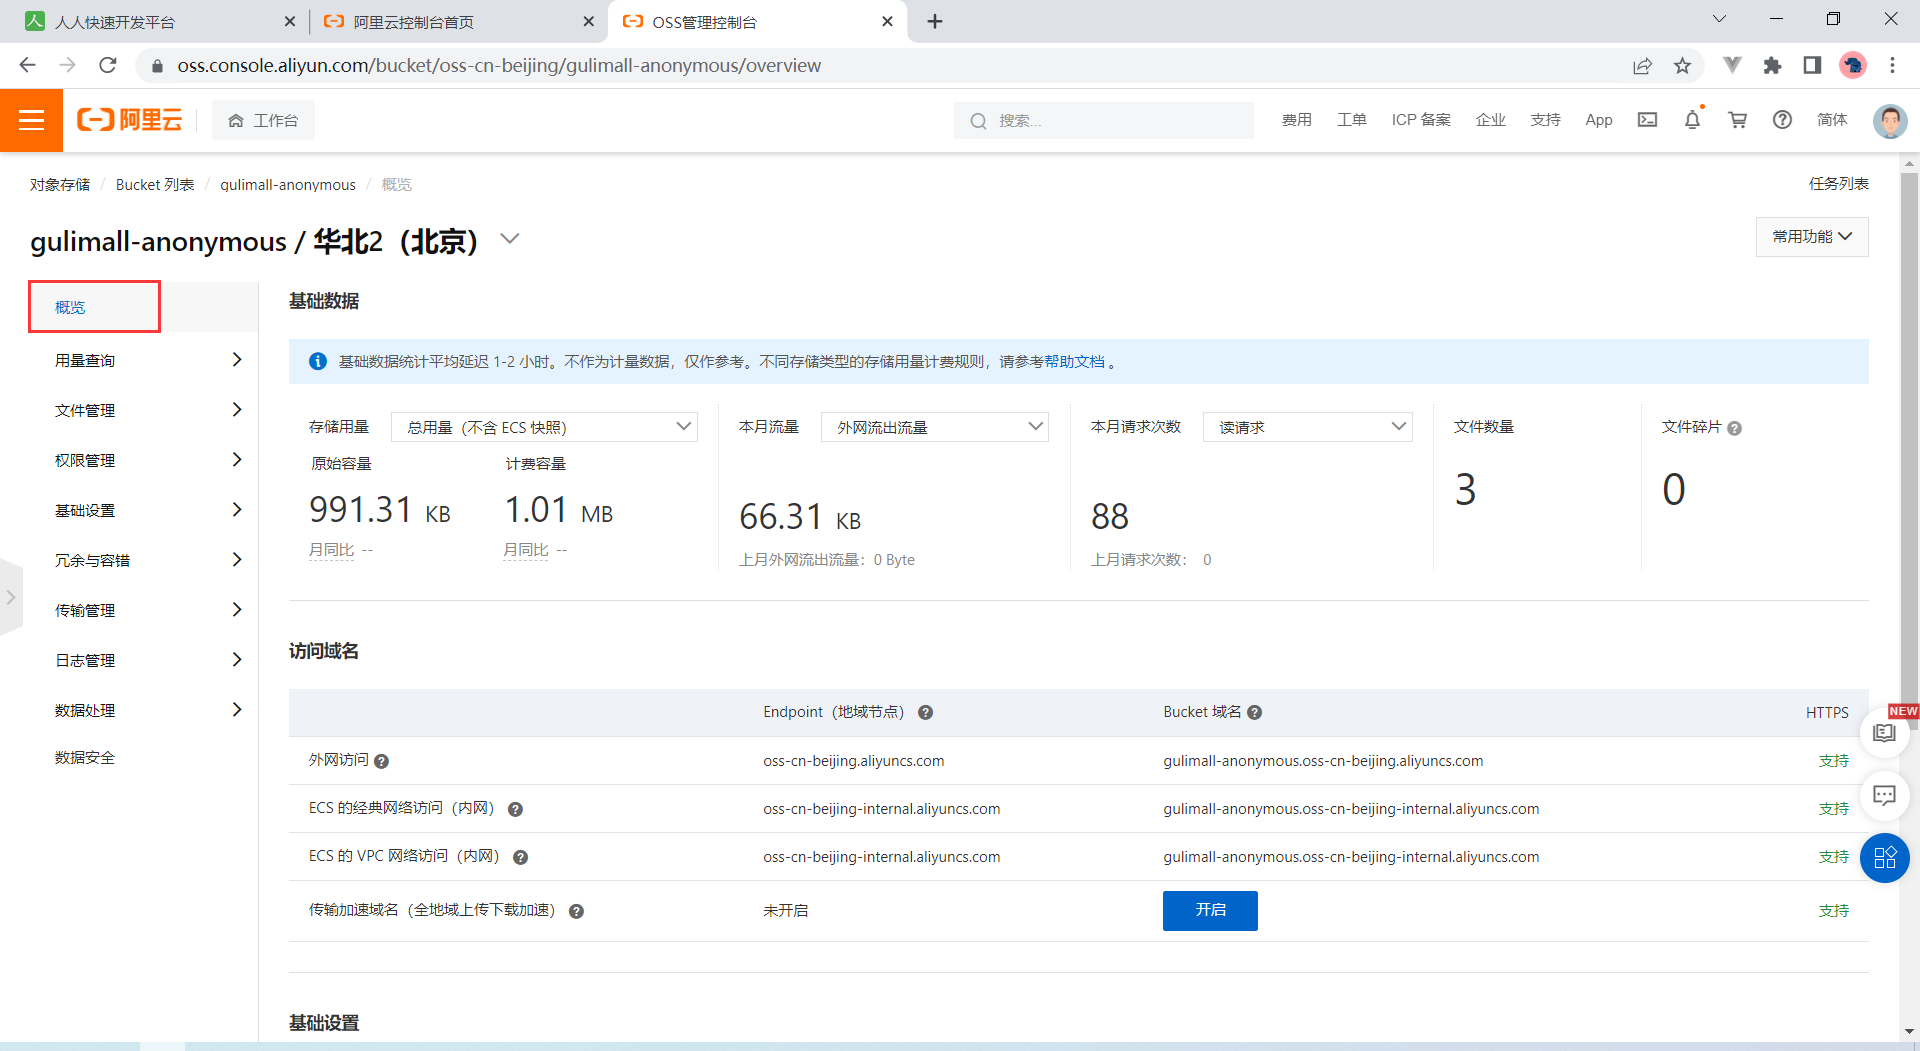 人人快速开发平台
阿里云控制台首页
OSS管理控制台
oss.console.aliyun.com/bucket/oss-cn-beijing/gulimall-anonymous/overview
阿里云
工作台
搜索...
费用 工单 ICP 备案 企业 支持 App 简体
对象存储 / Bucket 列表 / gulimall-anonymous / 概览
任务列表
gulimall-anonymous / 华北2（北京）
常用功能
概览
用量查询
文件管理
权限管理
基础设置
冗余与容错
传输管理
日志管理
数据处理
数据安全
基础数据
基础数据统计平均延迟 1-2 小时。不作为计量数据，仅作参考。不同存储类型的存储用量计费规则，请参考帮助文档 。
存储用量 总用量（不含 ECS 快照）
原始容量 计费容量
991.31 KB 1.01 MB
月同比 -- 月同比 --
本月流量 外网流出流量
66.31 KB
上月外网流出流量： 0 Byte
本月请求次数 读请求
88
上月请求次数： 0
文件数量
3
文件碎片
0
访问域名
Endpoint（地域节点） Bucket 域名 HTTPS
外网访问 oss-cn-beijing.aliyuncs.com gulimall-anonymous.oss-cn-beijing.aliyuncs.com 支持
ECS 的经典网络访问（内网） oss-cn-beijing-internal.aliyuncs.com gulimall-anonymous.oss-cn-beijing-internal.aliyuncs.com 支持
ECS 的 VPC 网络访问（内网） oss-cn-beijing-internal.aliyuncs.com gulimall-anonymous.oss-cn-beijing-internal.aliyuncs.com 支持
传输加速域名（全地域上传下载加速） 未开启 开启 支持
NEW
基础设置